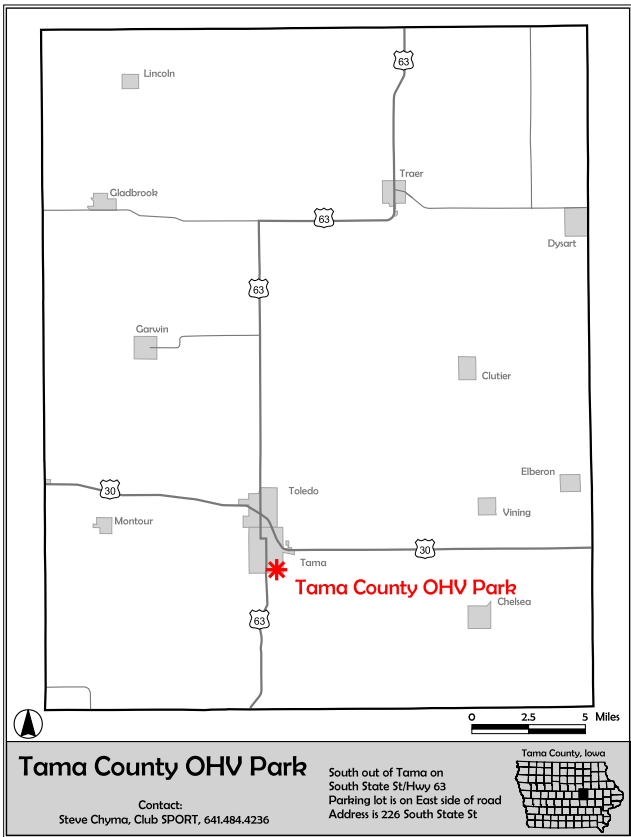 63
Lincoln
Traer
Gladbrook
63
Dysart
63
Garwin
Clutier
Elberon
30
Toledo
Vining
Montour
30
Tama
Tama County OHV Park
Chelsea
63
0 2.5 5 Miles
Tama County OHV Park
Contact:
Steve Chyma, Club SPORT, 641.484.4236
South out of Tama on
South State St/Hwy 63
Parking lot is on East side of road
Address is 226 South State St
Tama County, Iowa